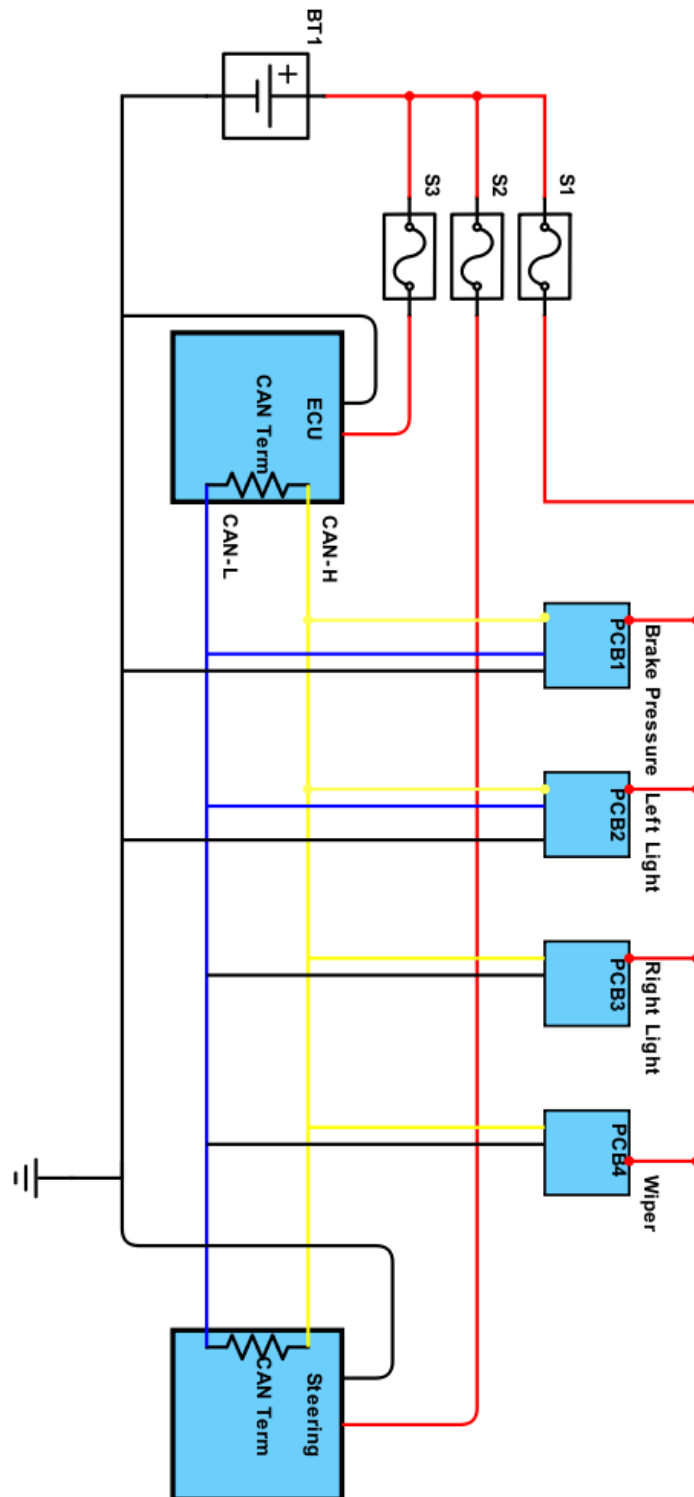 BT1
+
S3
S2
S1
ECU
CAN Term
CAN-H
CAN-L
PCB1
Brake Pressure
PCB2
Left Light
PCB3
Right Light
PCB4
Wiper
Steering
CAN Term